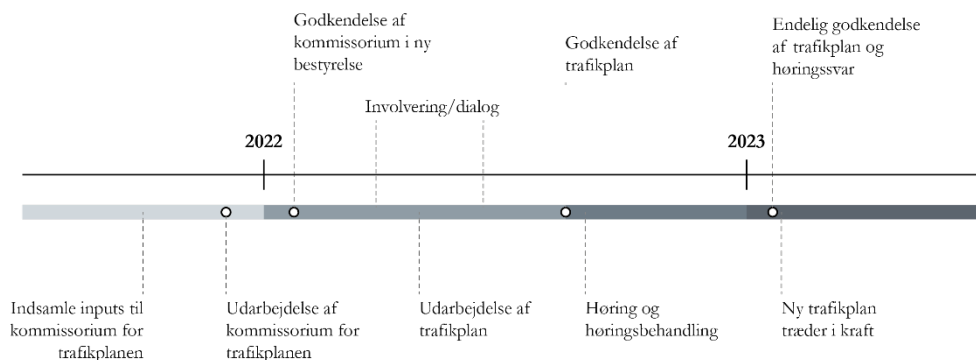 Godkendelse af
kommissorium i ny
bestyrelse
Godkendelse af
trafikplan
Endelig godkendelse
af trafikplan og
høringssvar
Involvering/dialog
2022
2023
Indsamle inputs til
kommissorium for
trafikplanen
Udarbejdelse af
kommissorium for
trafikplanen
Udarbejdelse af
trafikplan
Høring og
høringsbehandling
Ny trafikplan
træder i kraft